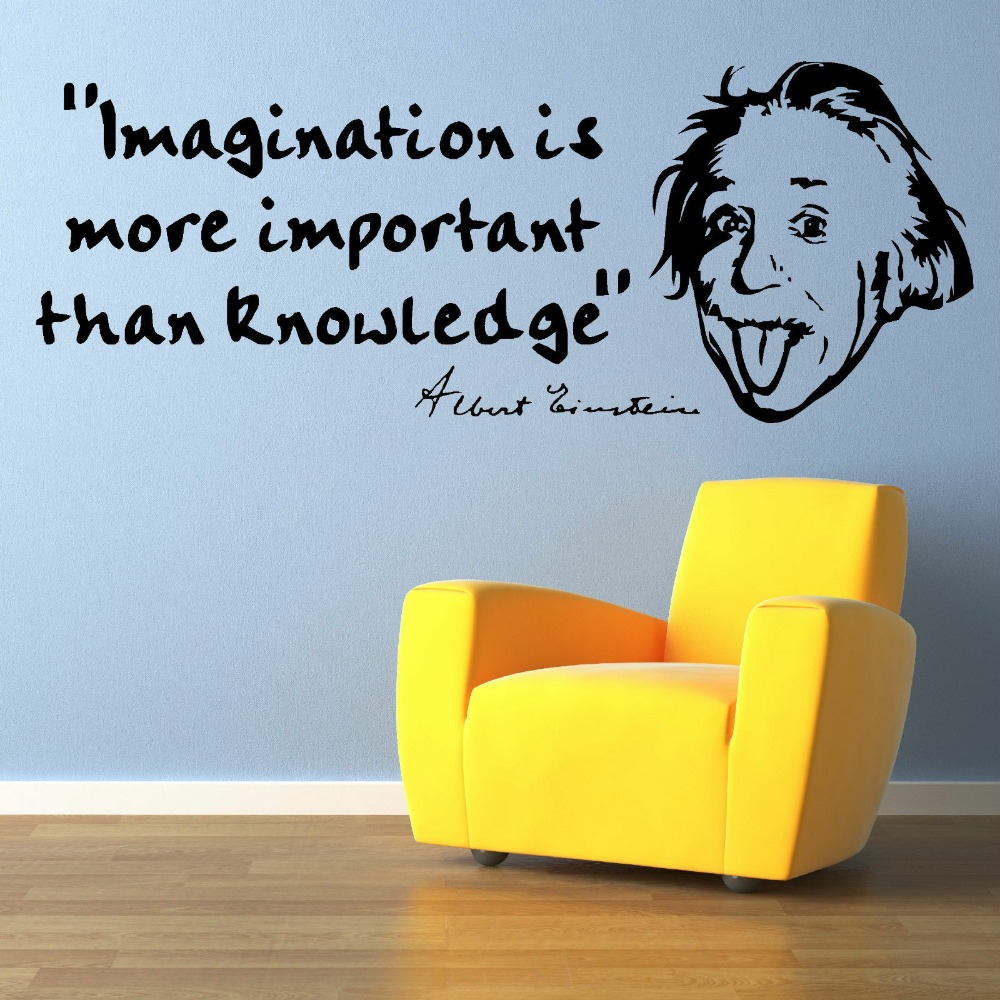 "Imagination is
more important
than knowledge"
Albert Einstein